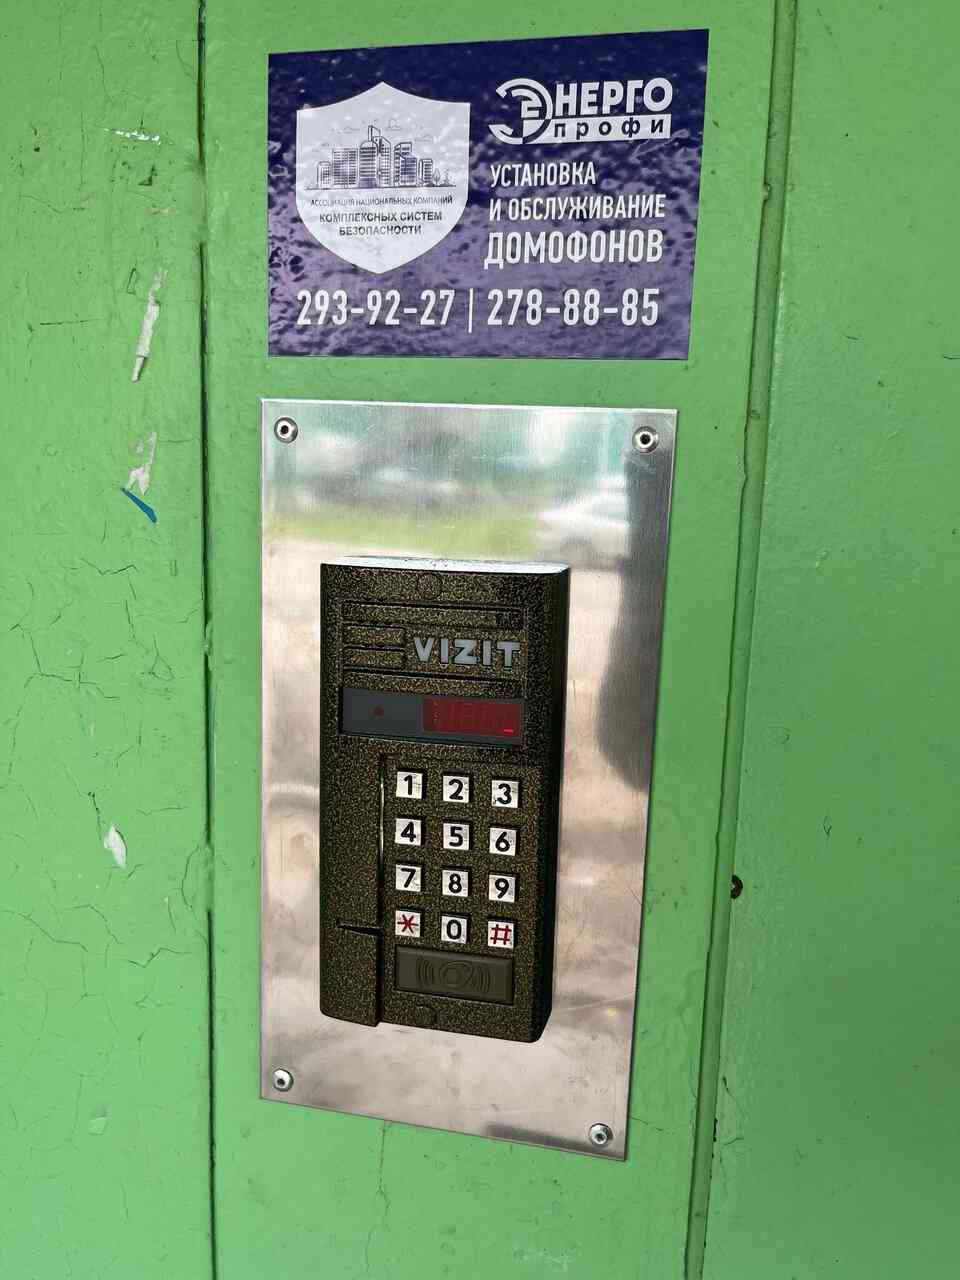 ЭНЕРГО
профи
АССОЦИАЦИЯ НАЦИОНАЛЬНЫХ КОМПАНИЙ
КОМПЛЕКСНЫХ СИСТЕМ
БЕЗОПАСНОСТИ
УСТАНОВКА
И ОБСЛУЖИВАНИЕ
ДОМОФОНОВ
293-92-27 | 278-88-85
VIZIT
1 2 3
4 5 6
7 8 9
* 0 #